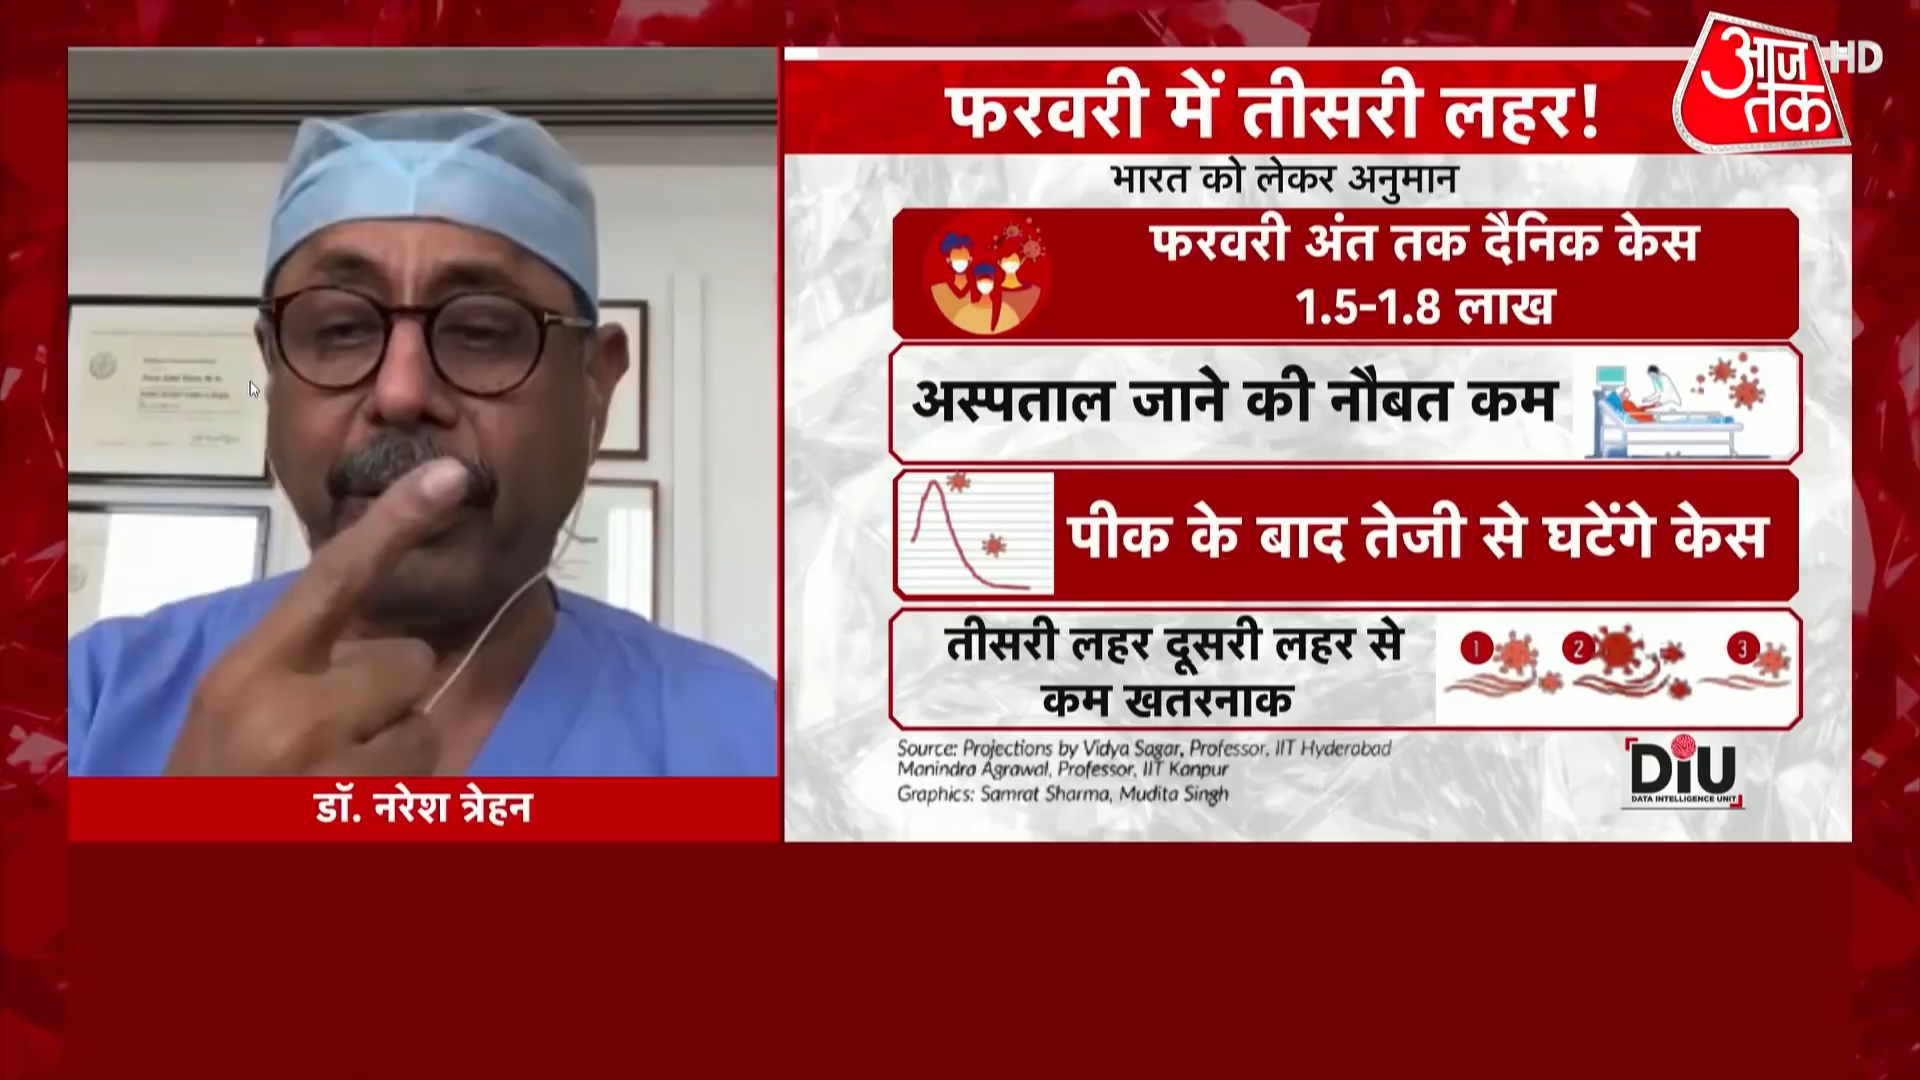 आज
तक
HD
फरवरी में तीसरी लहर!
भारत को लेकर अनुमान
फरवरी अंत तक दैनिक केस
1.5-1.8 लाख
अस्पताल जाने की नौबत कम
पीक के बाद तेजी से घटेंगे केस
तीसरी लहर दूसरी लहर से
कम खतरनाक
1 2 3
Source: Projections by Vidya Sagar, Professor, IIT Hyderabad
Manindra Agrawal, Professor, IIT Kanpur
Graphics: Samrat Sharma, Mudita Singh
DIU
DATA INTELLIGENCE UNIT
डॉ. नरेश त्रेहन